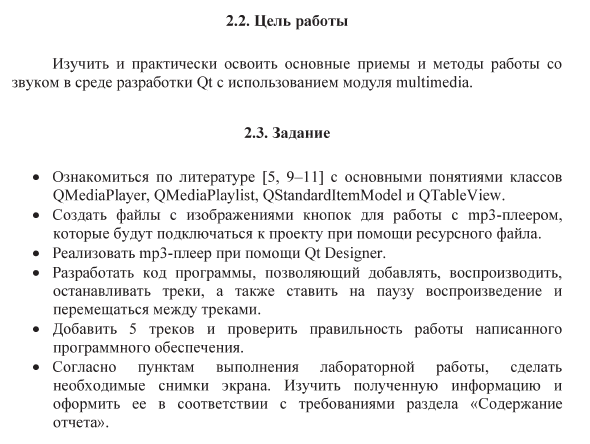 2.2. Цель работы
Изучить и практически освоить основные приемы и методы работы со
звуком в среде разработки Qt с использованием модуля multimedia.
2.3. Задание
• Ознакомиться по литературе [5, 9–11] с основными понятиями классов
QMediaPlayer, QMediaPlaylist, QStandardItemModel и QTableView.
• Создать файлы с изображениями кнопок для работы с mp3-плеером,
которые будут подключаться к проекту при помощи ресурсного файла.
• Реализовать mp3-плеер при помощи Qt Designer.
• Разработать код программы, позволяющий добавлять, воспроизводить,
останавливать треки, а также ставить на паузу воспроизведение и
перемещаться между треками.
• Добавить 5 треков и проверить правильность работы написанного
программного обеспечения.
• Согласно пунктам выполнения лабораторной работы, сделать
необходимые снимки экрана. Изучить полученную информацию и
оформить ее в соответствии с требованиями раздела «Содержание
отчета».